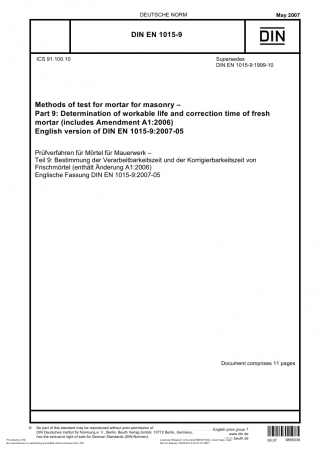 DEUTSCHE NORM
May 2007
DIN EN 1015-9
DIN
ICS 91.100.10
Supersedes
DIN EN 1015-9:1999-10
Methods of test for mortar for masonry –
Part 9: Determination of workable life and correction time of fresh
mortar (includes Amendment A1:2006)
English version of DIN EN 1015-9:2007-05
Prüfverfahren für Mörtel für Mauerwerk –
Teil 9: Bestimmung der Verarbeitbarkeitszeit und der Korrigierbarkeitszeit von
Frischmörtel (enthält Änderung A1:2006)
Englische Fassung DIN EN 1015-9:2007-05
Document comprises 11 pages
© No part of this standard may be reproduced without prior permission of
DIN Deutsches Institut für Normung e. V., Berlin. Beuth Verlag GmbH, 10772 Berlin, Germany,
has the exclusive right of sale for German Standards (DIN-Normen).
English price group 7
www.din.de
www.beuth.de